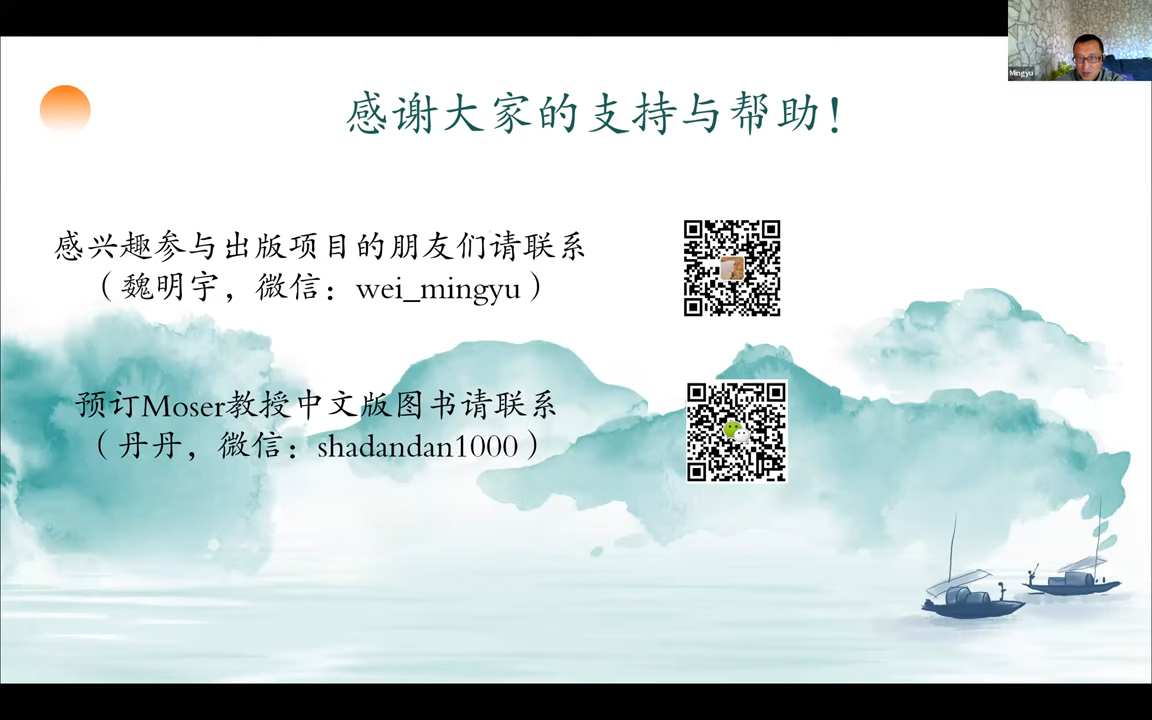 Mingyu
感谢大家的支持与帮助！
感兴趣参与出版项目的朋友们请联系
（魏明宇，微信：wei_mingyu）
预订Moser教授中文版图书请联系
（丹丹，微信：shadandan1000）